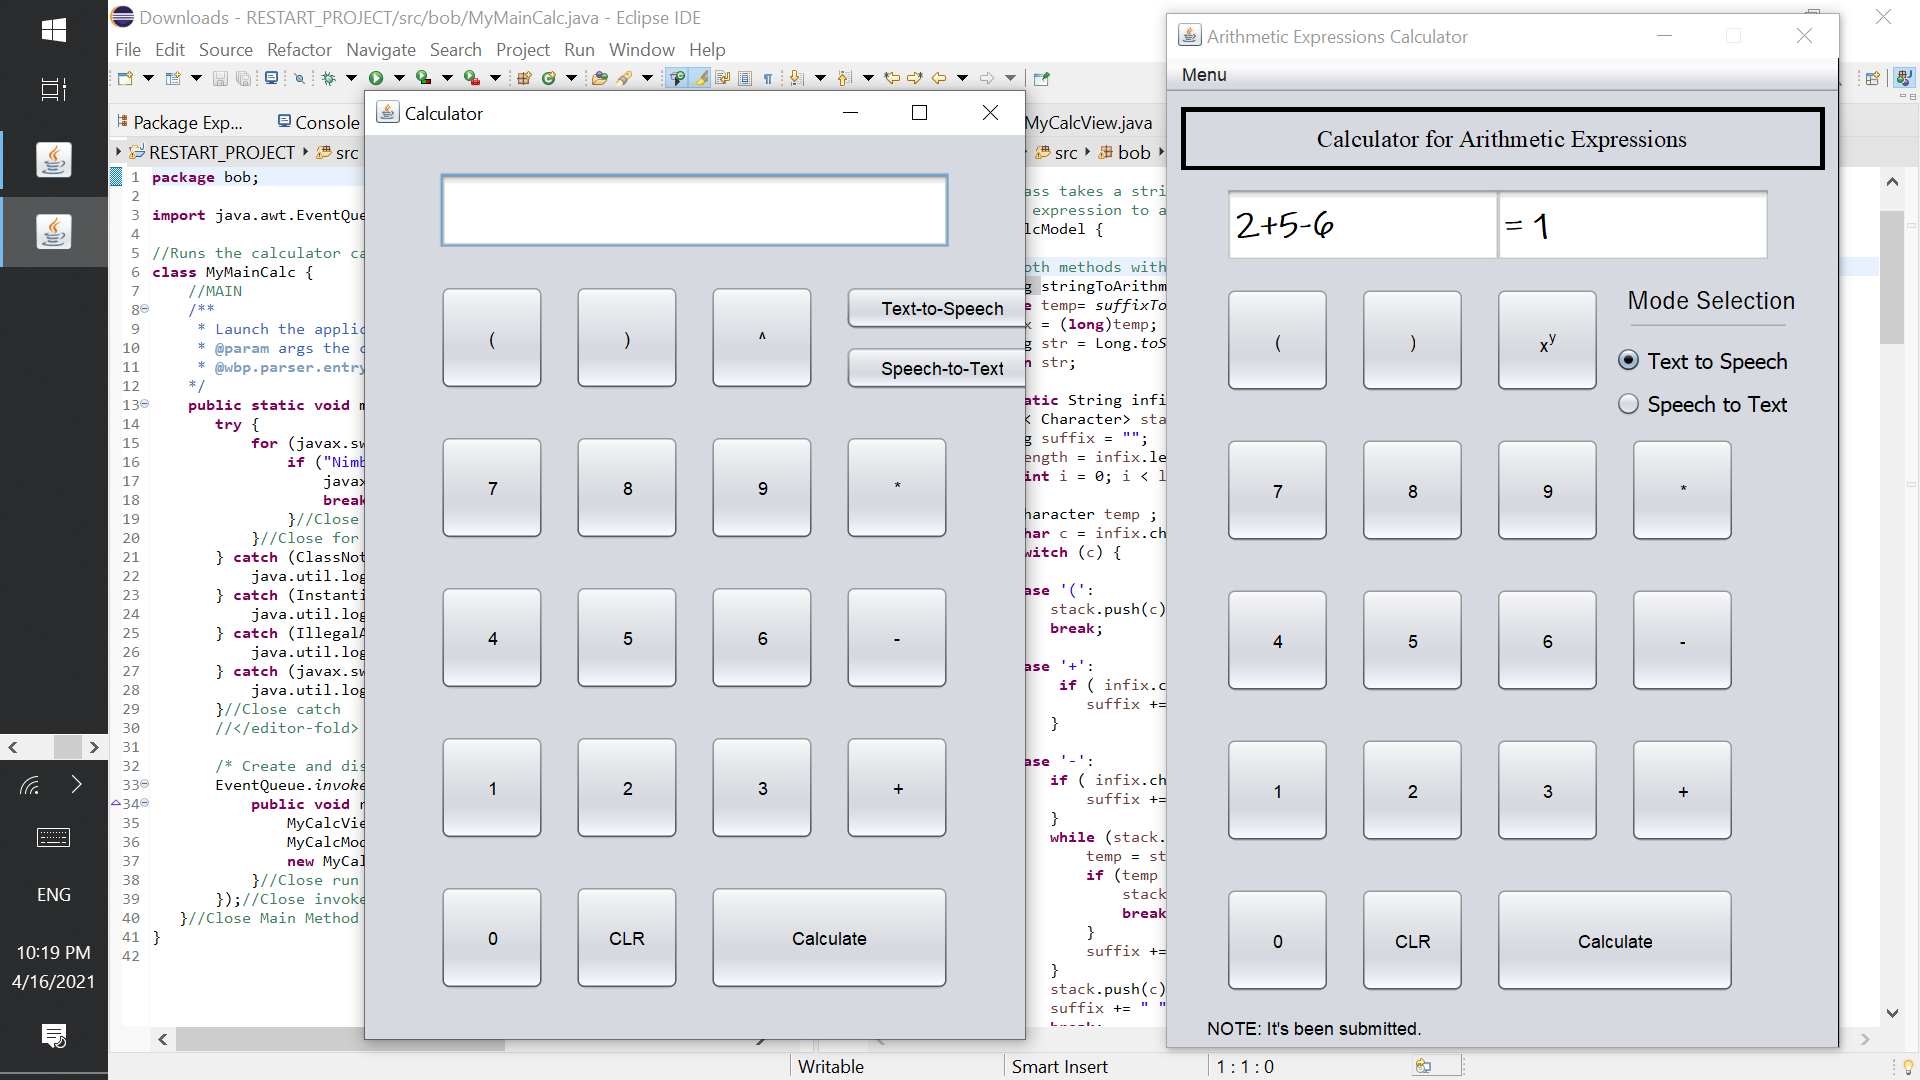 Downloads - RESTART_PROJECT/src/bob/MyMainCalc.java - Eclipse IDE
File Edit Source Refactor Navigate Search Project Run Window Help
Package Exp... Console
RESTART_PROJECT src
1 package bob;
2
3 import java.awt.EventQue
4
5 //Runs the calculator ca
6 class MyMainCalc {
7 //MAIN
8 /**
9 * Launch the applic
10 * @param args the c
11 * @wbp.parser.entry
12 */
13 public static void m
14 try {
15 for (javax.sw
16 if ("Nimb
17 javax
18 break
19 }//Close
20 }//Close for
21 } catch (ClassNot
22 java.util.log
23 } catch (Instanti
24 java.util.log
25 } catch (IllegalA
26 java.util.log
27 } catch (javax.sw
28 java.util.log
29 }//Close catch
30 //</editor-fold>
31
32 /* Create and dis
33 EventQueue.invoke
34 public void r
35 MyCalcVie
36 MyCalcMod
37 new MyCal
38 }//Close run
39 });//Close invoke
40 }//Close Main Method
41 }
42
Calculator
( ) ^ Text-to-Speech
Speech-to-Text
7 8 9 *
4 5 6 -
1 2 3 +
0 CLR Calculate
MyCalcView.java
src bob
ass takes a stri
expression to a
lcModel {
oth methods with
g stringToArithm
e temp= suffixTo
x = (long)temp;
g str = Long.toS
n str;
atic String infi
< Character> sta
g suffix = "";
ength = infix.le
int i = 0; i < l
haracter temp ;
har c = infix.ch
witch (c) {
ase '(':
stack.push(c)
break;
ase '+':
if ( infix.c
suffix +=
}
ase '-':
if ( infix.ch
suffix +=
}
while (stack.
temp = st
if (temp
stack
break
}
suffix +=
}
stack.push(c)
suffix += " "
Arithmetic Expressions Calculator
Menu
Calculator for Arithmetic Expressions
2+5-6 = 1
Mode Selection
Text to Speech
Speech to Text
( ) xʸ
7 8 9 *
4 5 6 -
1 2 3 +
0 CLR Calculate
NOTE: It's been submitted.
Writable Smart Insert 1 : 1 : 0
ENG
10:19 PM
4/16/2021